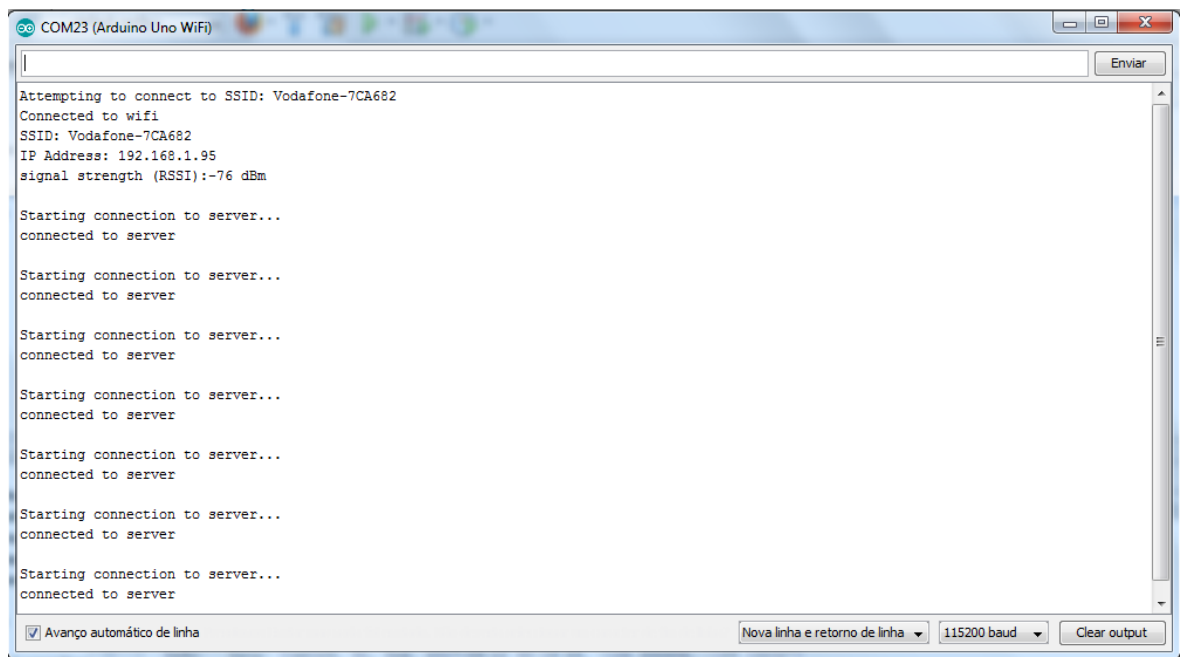 COM23 (Arduino Uno WiFi)
Enviar
Attempting to connect to SSID: Vodafone-7CA682
Connected to wifi
SSID: Vodafone-7CA682
IP Address: 192.168.1.95
signal strength (RSSI):-76 dBm
Starting connection to server...
connected to server
Starting connection to server...
connected to server
Starting connection to server...
connected to server
Starting connection to server...
connected to server
Starting connection to server...
connected to server
Starting connection to server...
connected to server
Starting connection to server...
connected to server
Avanço automático de linha
Nova linha e retorno de linha
115200 baud
Clear output